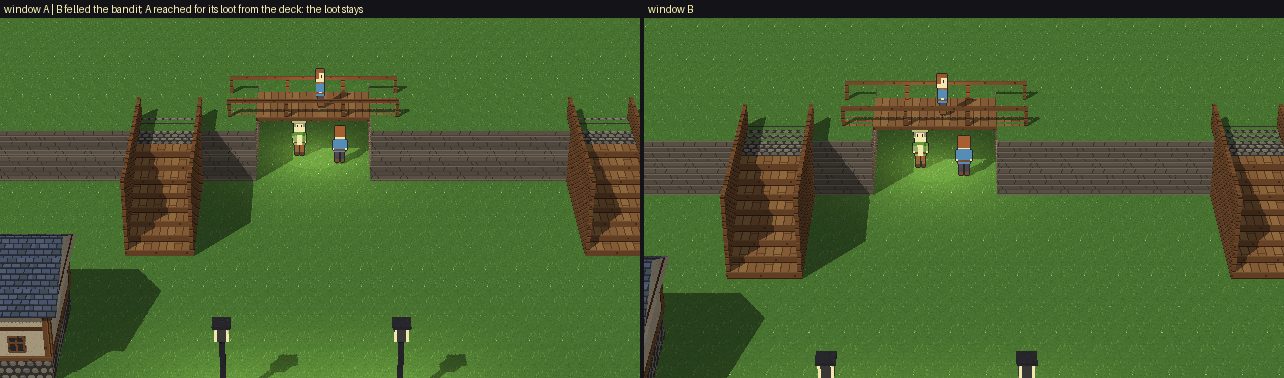 window A | B felled the bandit; A reached for its loot from the deck: the loot stays
window B